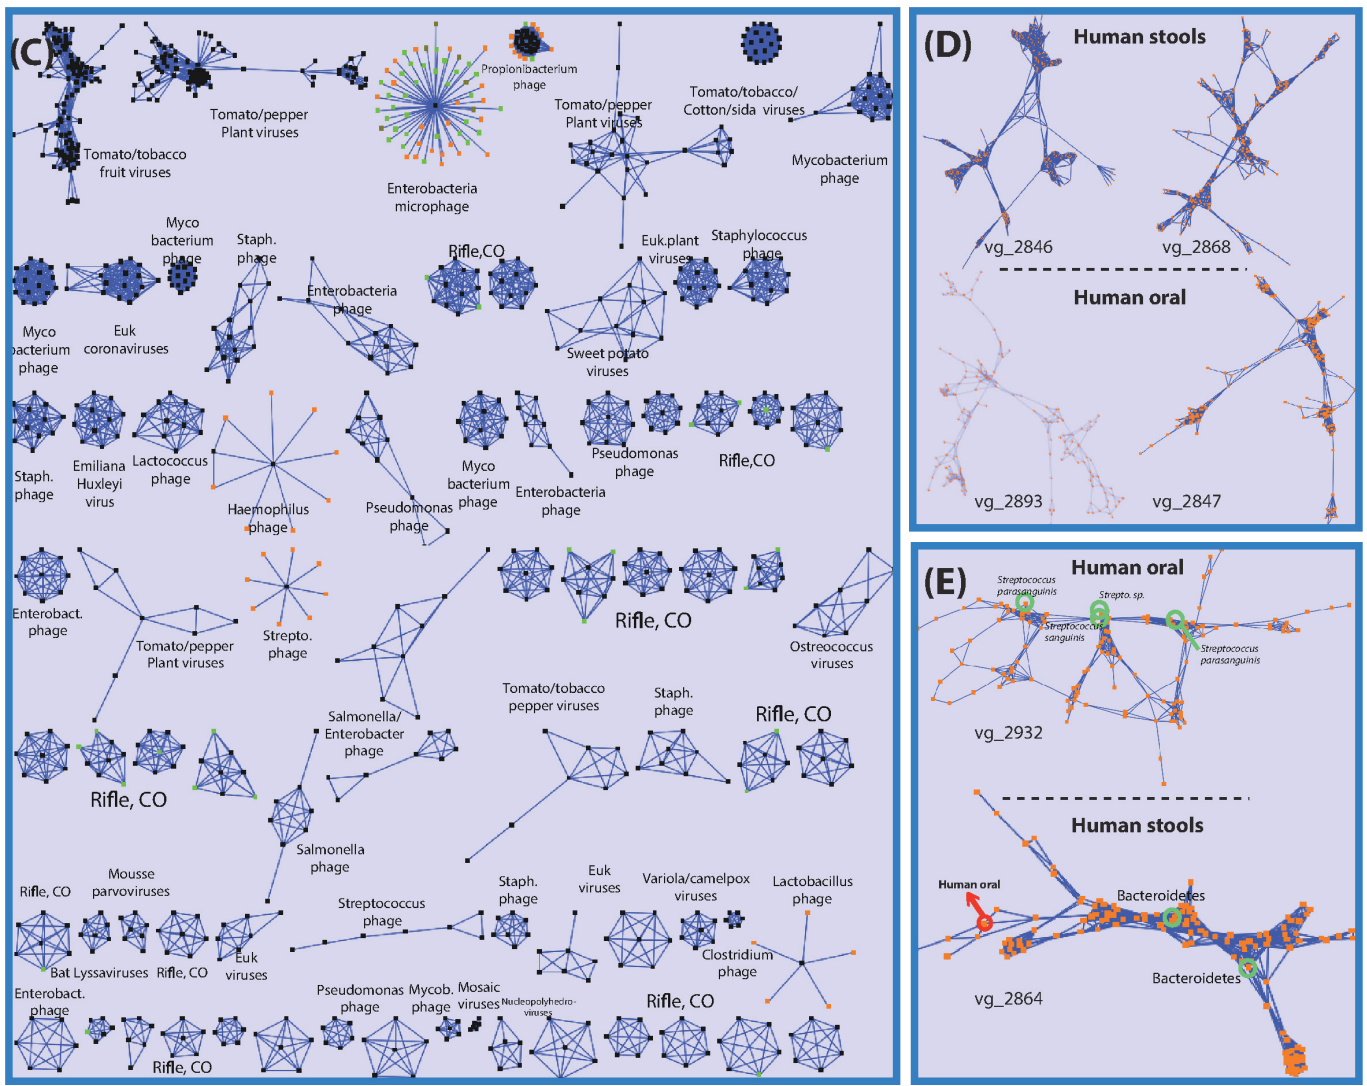 (C)
Propionibacterium
phage
Tomato/pepper
Plant viruses
Tomato/tobacco
fruit viruses
Enterobacteria
microphage
Tomato/pepper
Plant viruses
Tomato/tobacco/
Cotton/sida viruses
Mycobacterium
phage
Myco
bacterium
phage
Staph.
phage
Rifle,CO
Euk.plant
viruses
Staphylococcus
phage
Enterobacteria
phage
Myco
bacterium
phage
Euk
coronaviruses
Sweet potato
viruses
Staph.
phage
Emiliana
Huxleyi
virus
Lactococcus
phage
Haemophilus
phage
Pseudomonas
phage
Myco
bacterium
phage
Enterobacteria
phage
Pseudomonas
phage
Rifle,CO
Enterobact.
phage
Tomato/pepper
Plant viruses
Strepto.
phage
Rifle, CO
Ostreococcus
viruses
Salmonella/
Enterobacter
phage
Tomato/tobacco
pepper viruses
Staph.
phage
Rifle, CO
Rifle, CO
Salmonella
phage
Rifle, CO
Mousse
parvoviruses
Streptococcus
phage
Staph.
phage
Euk
viruses
Variola/camelpox
viruses
Lactobacillus
phage
Bat Lyssaviruses
Rifle, CO
Euk
viruses
Clostridium
phage
Enterobact.
phage
Pseudomonas
phage
Mycob.
phage
Mosaic
viruses
Nucleopolyhedro-
viruses
Rifle, CO
Rifle, CO
(D)
Human stools
vg_2846
vg_2868
Human oral
vg_2893
vg_2847
(E)
Human oral
Streptococcus
parasanguinis
Strepto. sp.
Streptococcus
sanguinis
Streptococcus
parasanguinis
vg_2932
Human stools
Human oral
Bacteroidetes
Bacteroidetes
vg_2864